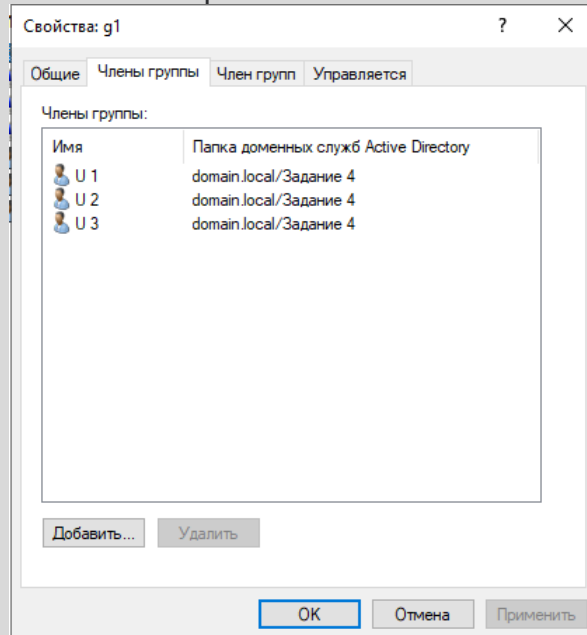 Свойства: g1 ?
Общие Члены группы Член групп Управляется
Члены группы:
Имя Папка доменных служб Active Directory
U 1 domain.local/Задание 4
U 2 domain.local/Задание 4
U 3 domain.local/Задание 4
Добавить... Удалить
OK Отмена Применить